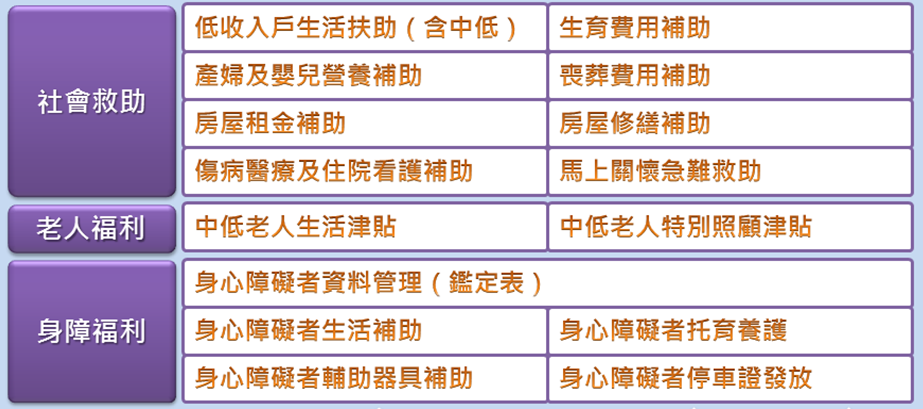 社會救助
低收入戶生活扶助（含中低）
生育費用補助
產婦及嬰兒營養補助
喪葬費用補助
房屋租金補助
房屋修繕補助
傷病醫療及住院看護補助
馬上關懷急難救助
老人福利
中低老人生活津貼
中低老人特別照顧津貼
身障福利
身心障礙者資料管理（鑑定表）
身心障礙者生活補助
身心障礙者托育養護
身心障礙者輔助器具補助
身心障礙者停車證發放